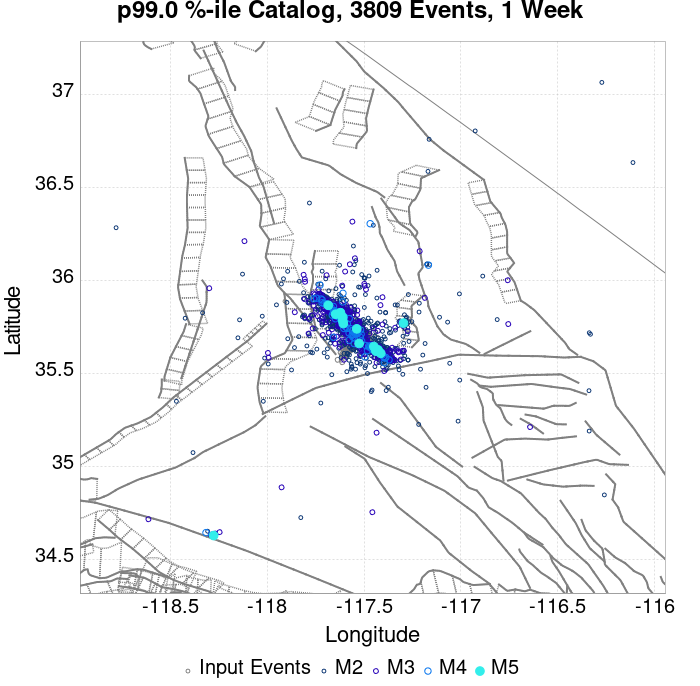 p99.0 %-ile Catalog, 3809 Events, 1 Week
Latitude
37
36.5
36
35.5
35
34.5
-118.5 -118 -117.5 -117 -116.5 -116
Longitude
Input Events M2 M3 M4 M5